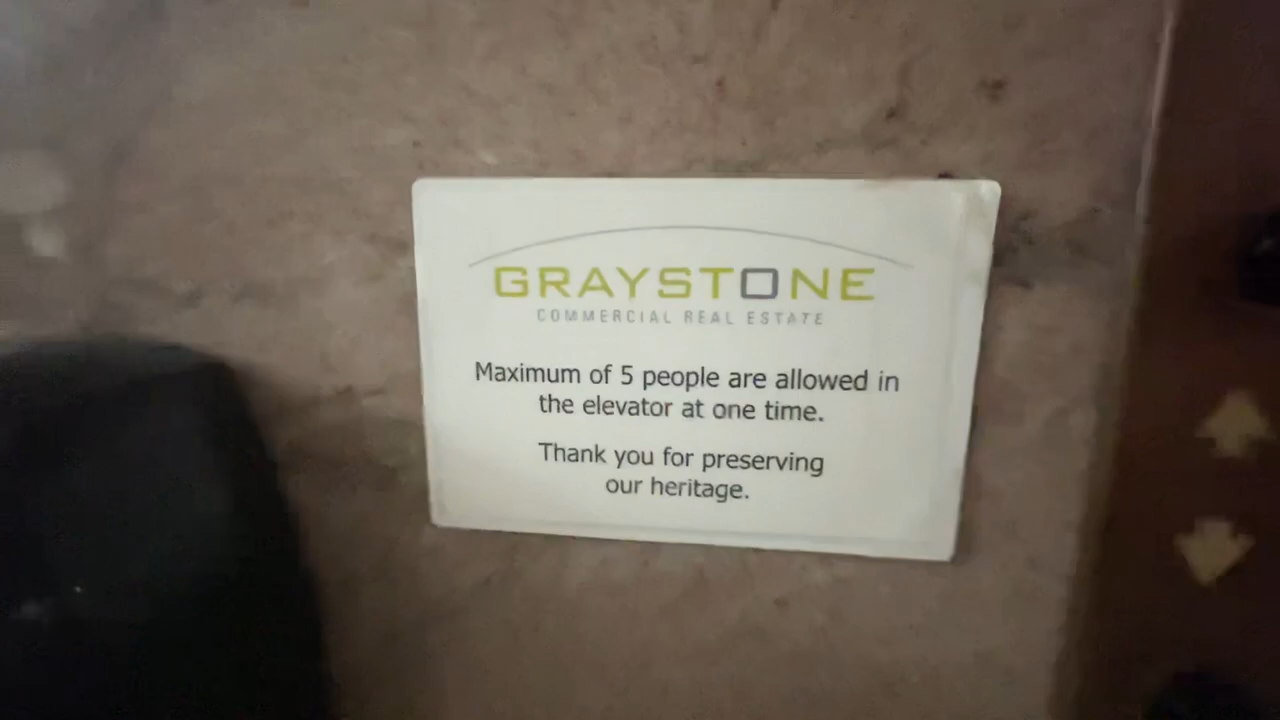 GRAYSTONE
COMMERCIAL REAL ESTATE
Maximum of 5 people are allowed in
the elevator at one time.
Thank you for preserving
our heritage.